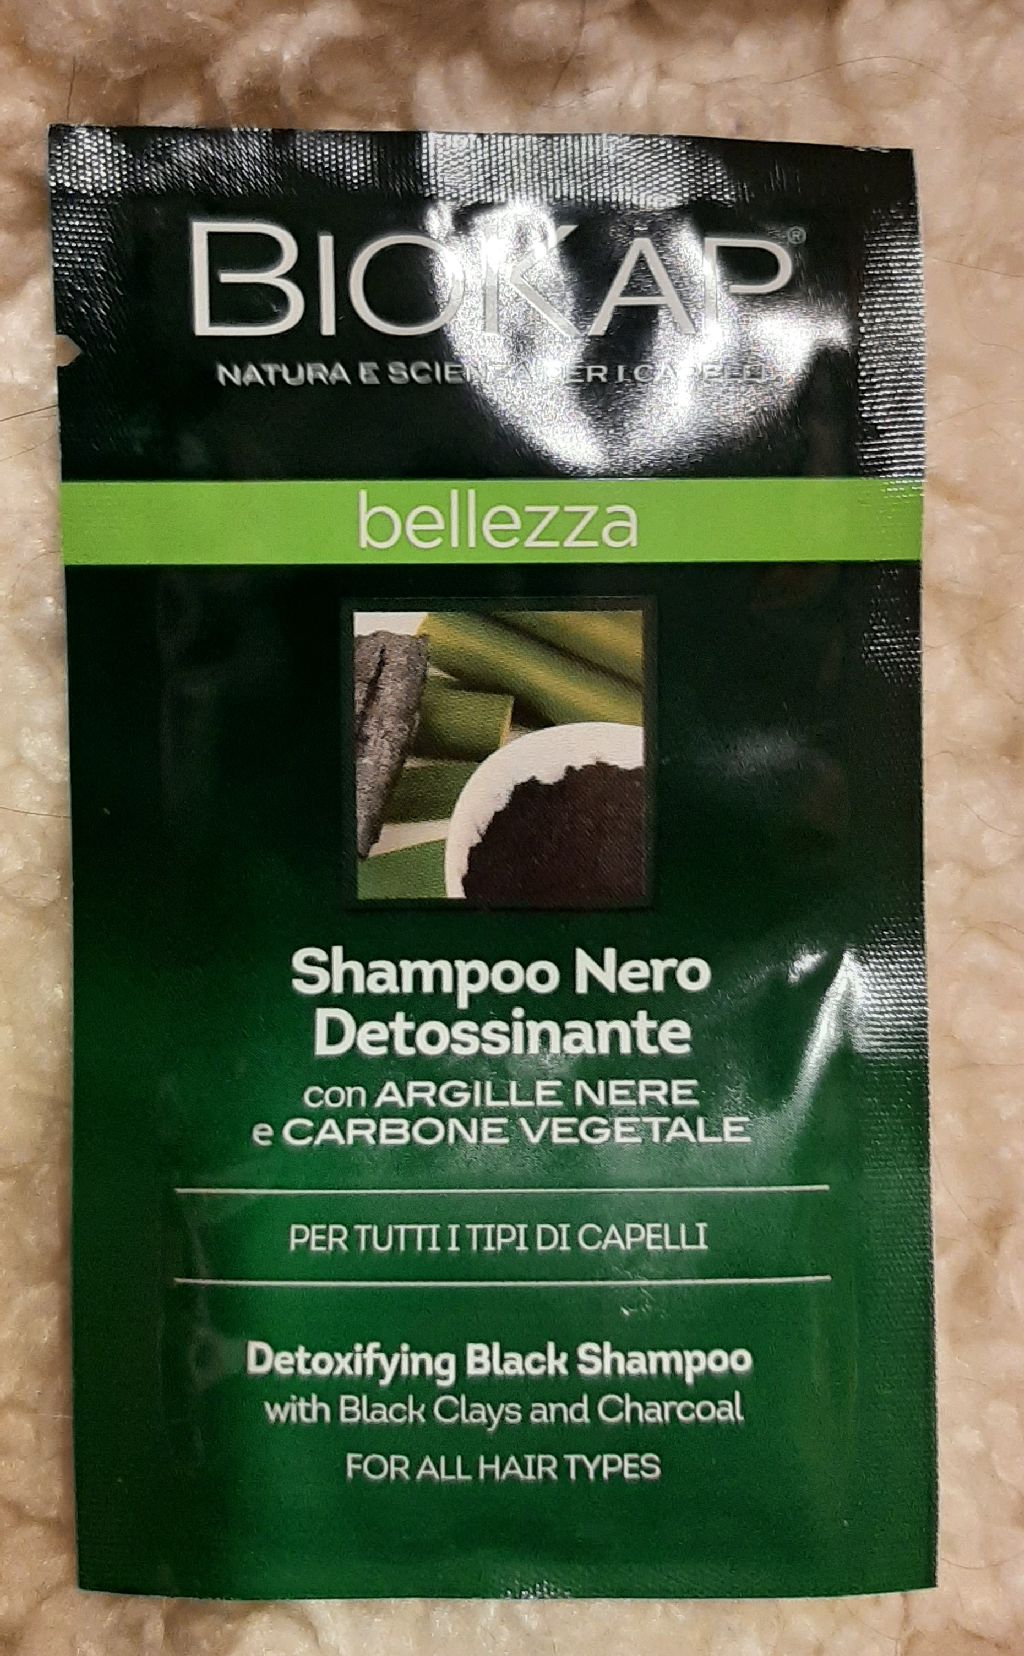 BIOKAP®
NATURA E SCIENZA PER I CAPELLI
bellezza
Shampoo Nero
Detossinante
con ARGILLE NERE
e CARBONE VEGETALE
PER TUTTI I TIPI DI CAPELLI
Detoxifying Black Shampoo
with Black Clays and Charcoal
FOR ALL HAIR TYPES